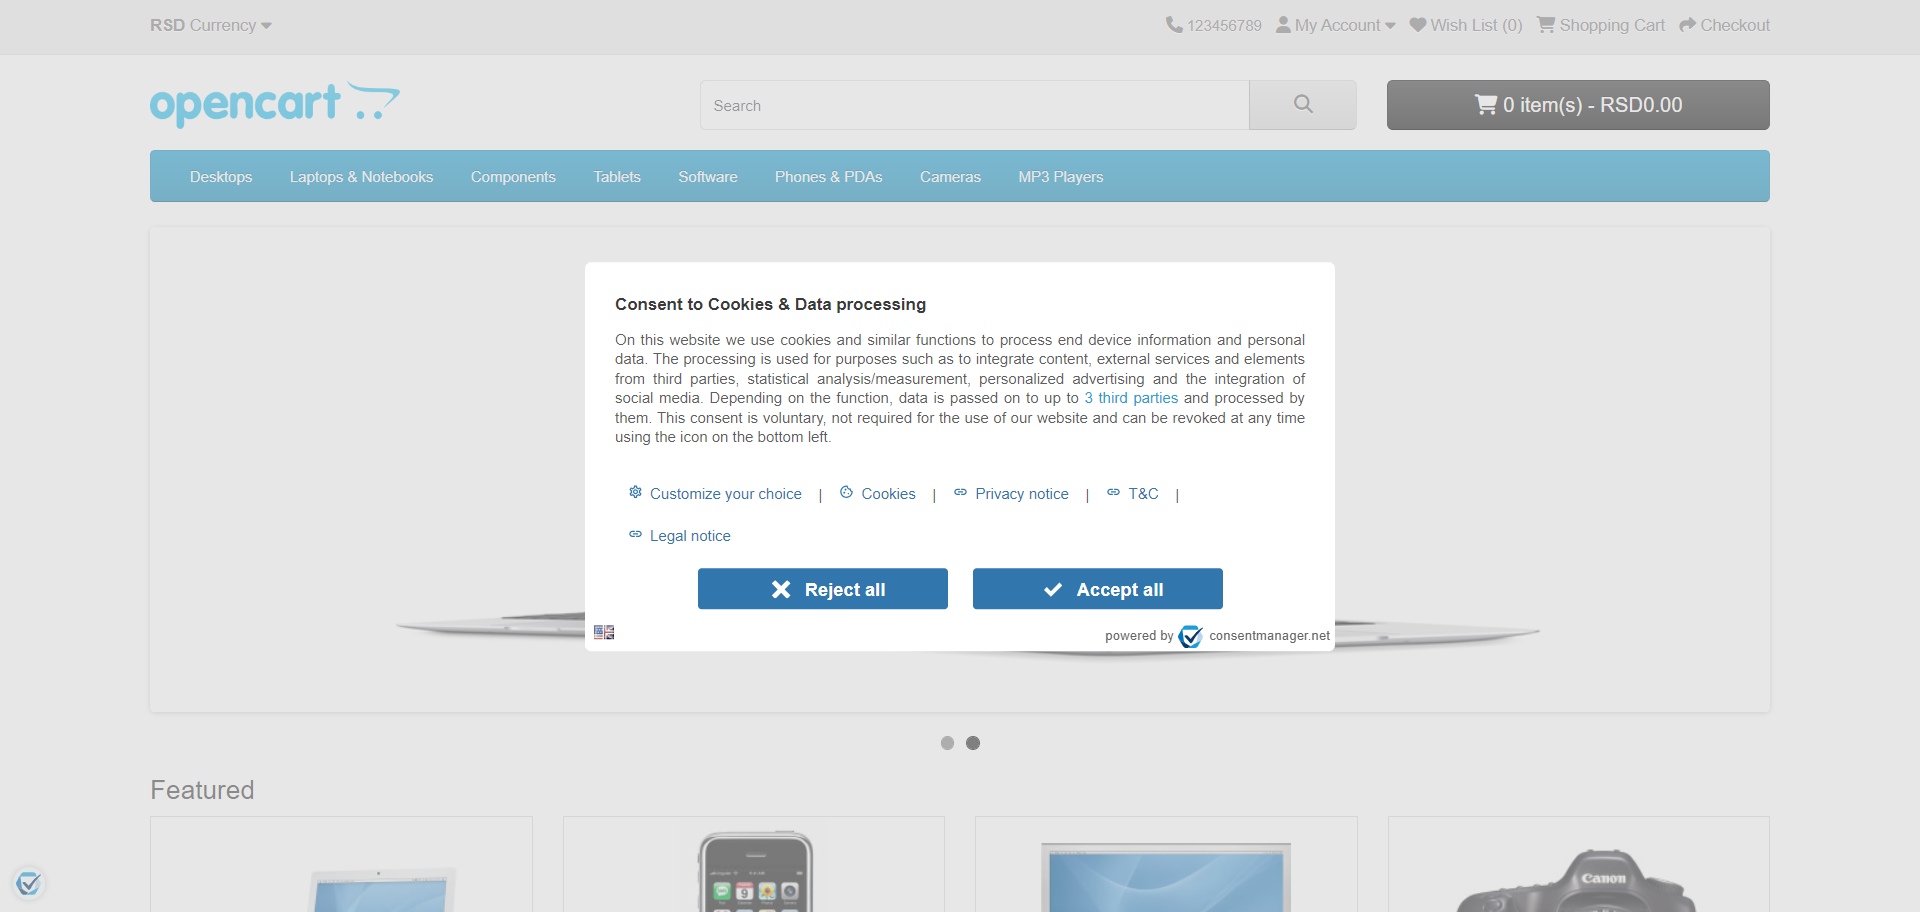 RSD Currency
123456789 My Account Wish List (0) Shopping Cart Checkout
opencart
Search
0 item(s) - RSD0.00
Desktops Laptops & Notebooks Components Tablets Software Phones & PDAs Cameras MP3 Players
Consent to Cookies & Data processing
On this website we use cookies and similar functions to process end device information and personal
data. The processing is used for purposes such as to integrate content, external services and elements
from third parties, statistical analysis/measurement, personalized advertising and the integration of
social media. Depending on the function, data is passed on to up to 3 third parties and processed by
them. This consent is voluntary, not required for the use of our website and can be revoked at any time
using the icon on the bottom left.
Customize your choice | Cookies | Privacy notice | T&C |
Legal notice
Reject all Accept all
powered by consentmanager.net
Featured
Canon